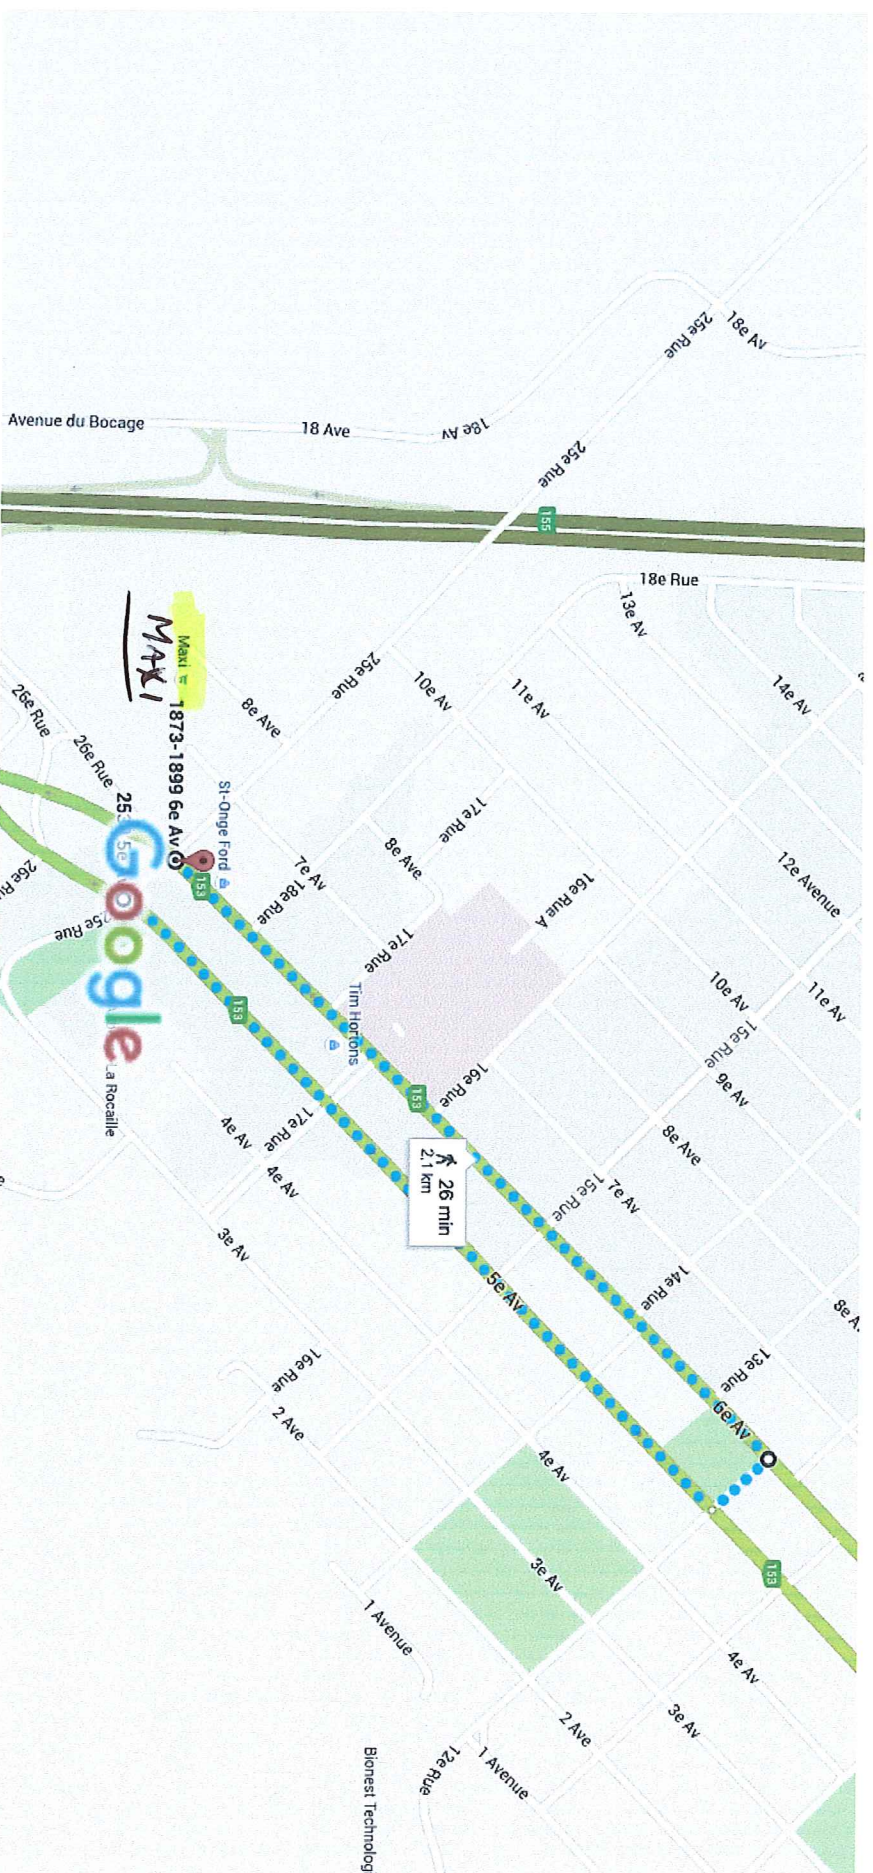 18e Av
25e Rue
Avenue du Bocage
18 Ave
18e Av
25e Rue
155
18e Rue
13e Av
14e Av
Maxi
MAXI
25e Rue
10e Av
11e Av
8e Ave
26e Rue
26e Rue
1873-1899 6e Av
St-Onge Ford
17e Rue
8e Ave
16e Rue A
12e Avenue
7e Av
18e Rue
153
17e Rue
10e Av
11e Av
25e Rue
Google
153
Tim Hortons
15e Rue
9e Av
La Rocaille
16e Rue
153
8e Ave
4e Av
17e Rue
4e Av
26 min
2,1 km
15e Rue
7e Av
3e Av
5e Av
14e Rue
16e Rue
2 Ave
13e Rue
6e Av
4e Av
3e Av
153
1 Avenue
4e Av
2 Ave
3e Av
12e Rue
1 Avenue
Bionest Technolog